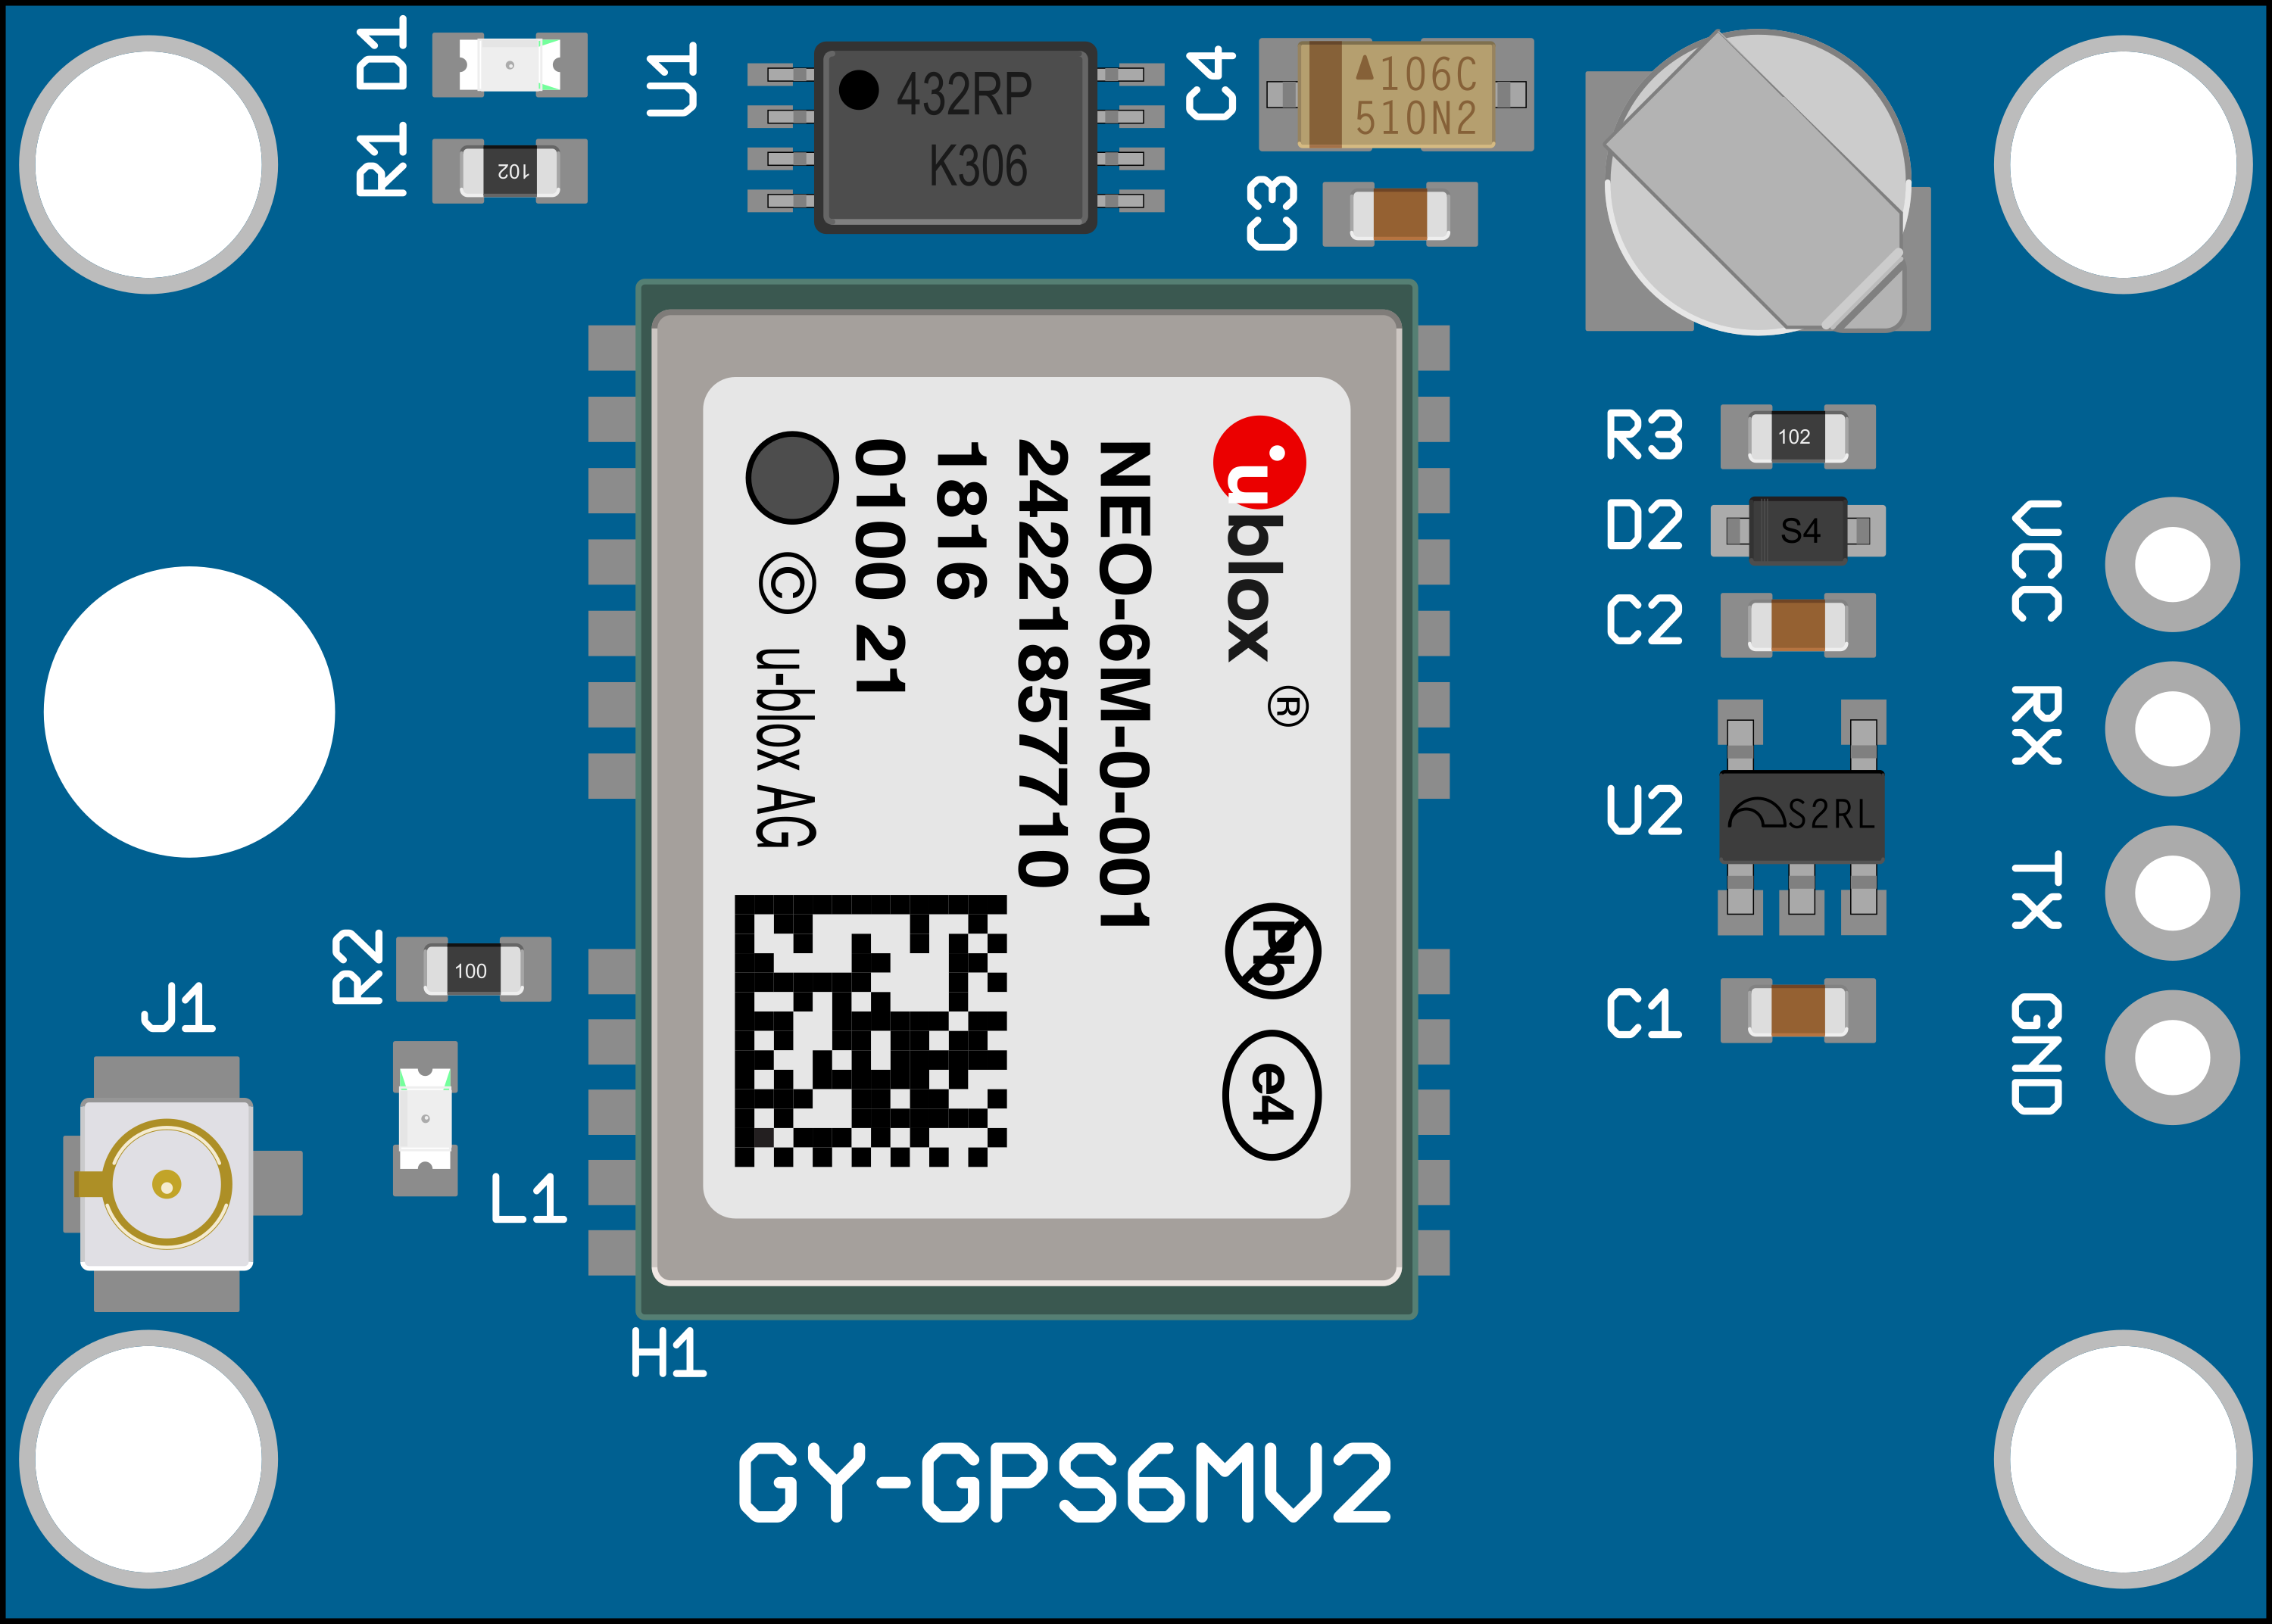 D1
R1
102
U1
432RP
K306
C4
106C
510N2
C3
ublox
®
NEO-6M-0-001
24221857710
1816
0100 21
© u-blox AG
Pb
e4
R3
102
D2
S4
C2
U2
S2RL
C1
VCC
RX
TX
GND
R2
100
J1
L1
H1
GY-GPS6MV2